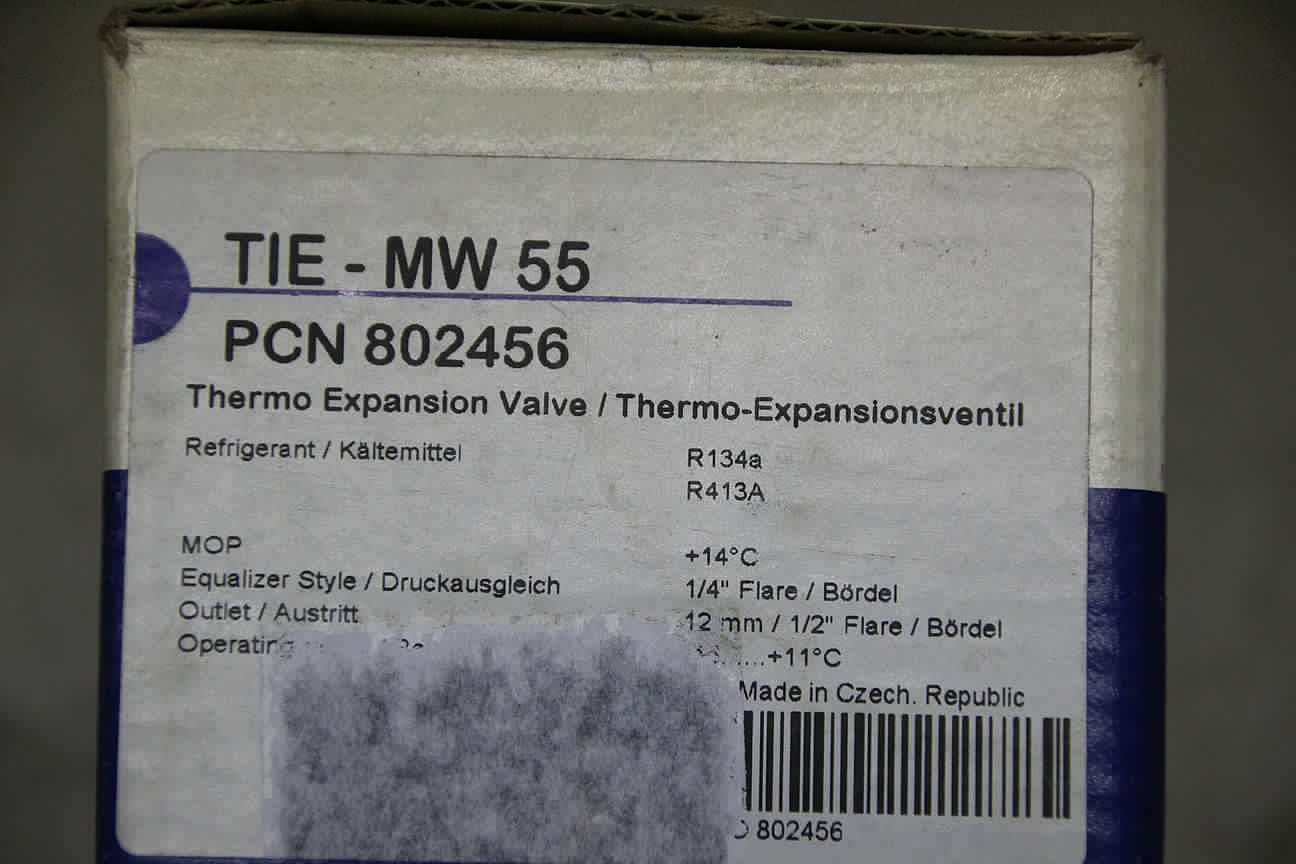 TIE - MW 55
PCN 802456
Thermo Expansion Valve / Thermo-Expansionsventil
Refrigerant / Kältemittel R134a
R413A
MOP +14°C
Equalizer Style / Druckausgleich 1/4" Flare / Bördel
Outlet / Austritt 12 mm / 1/2" Flare / Bördel
Operating ....+11°C
Made in Czech. Republic
802456